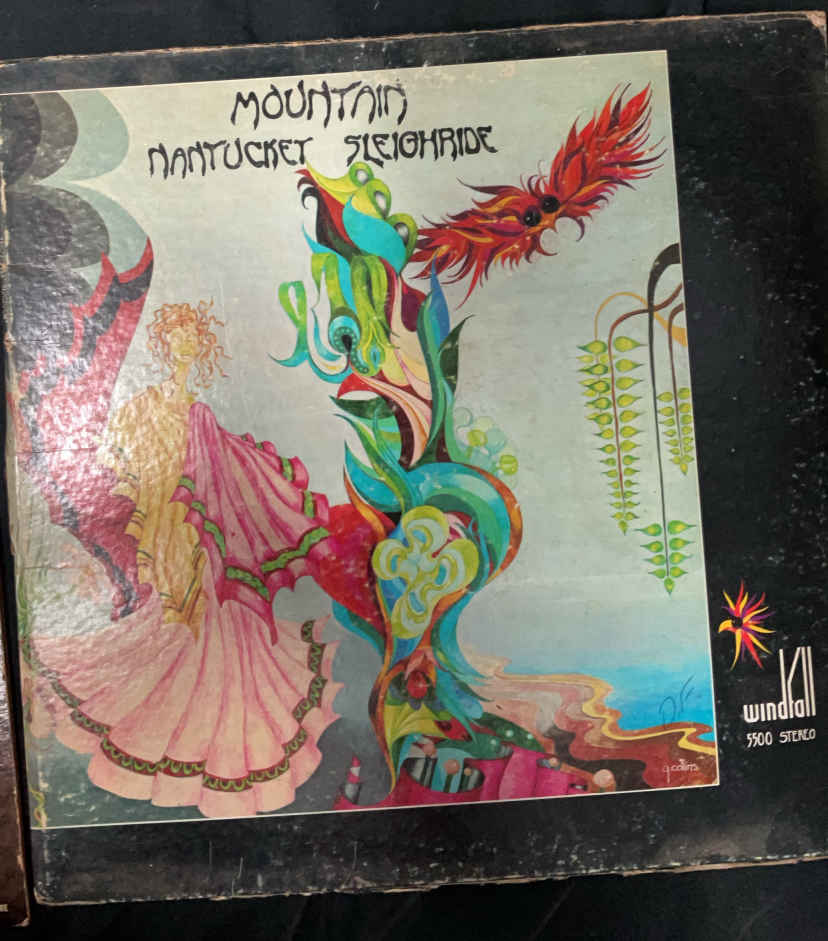 MOUNTAIN
NANTUCKET SLEIGHRIDE
windfall
5500 STEREO
g.collins